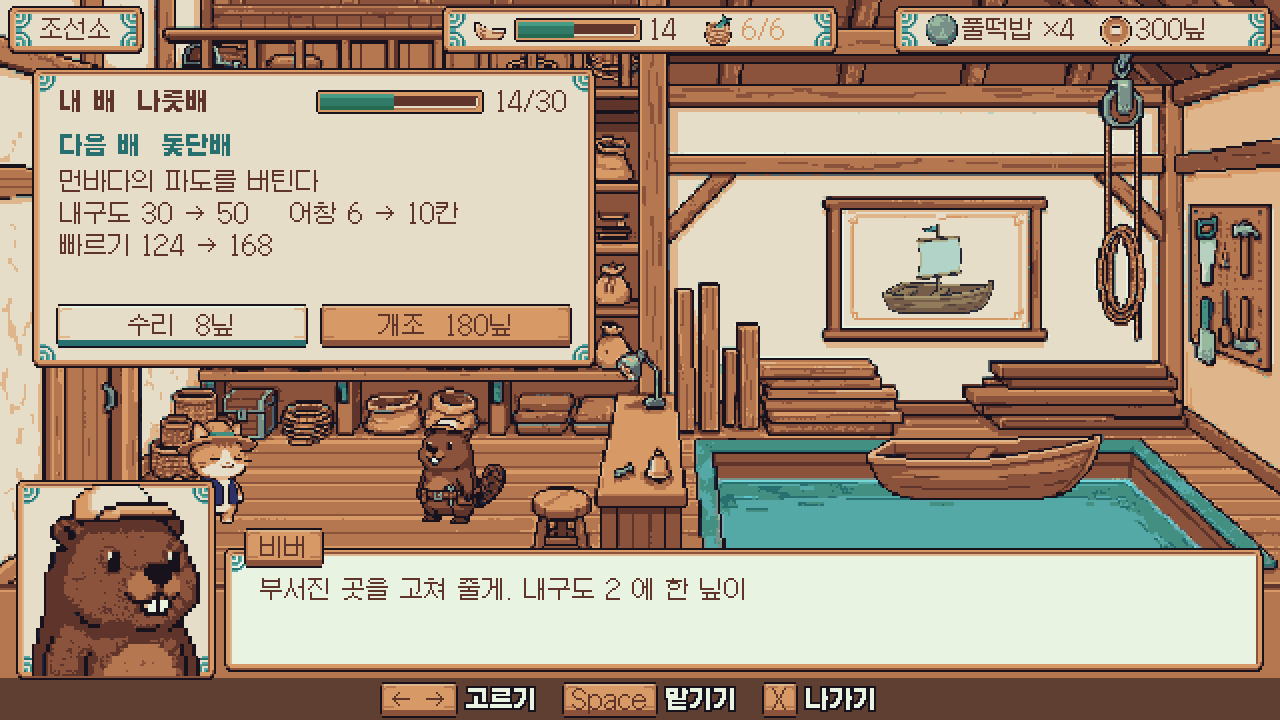 조선소
14
6/6
풀떡밥 ×4
300닢
내 배 나룻배
14/30
다음 배 돛단배
먼바다의 파도를 버틴다
내구도 30 → 50 어창 6 → 10칸
빠르기 124 → 168
수리 8닢
개조 180닢
비버
부서진 곳을 고쳐 줄게. 내구도 2 에 한 닢이
← → 고르기 Space 맡기기 X 나가기